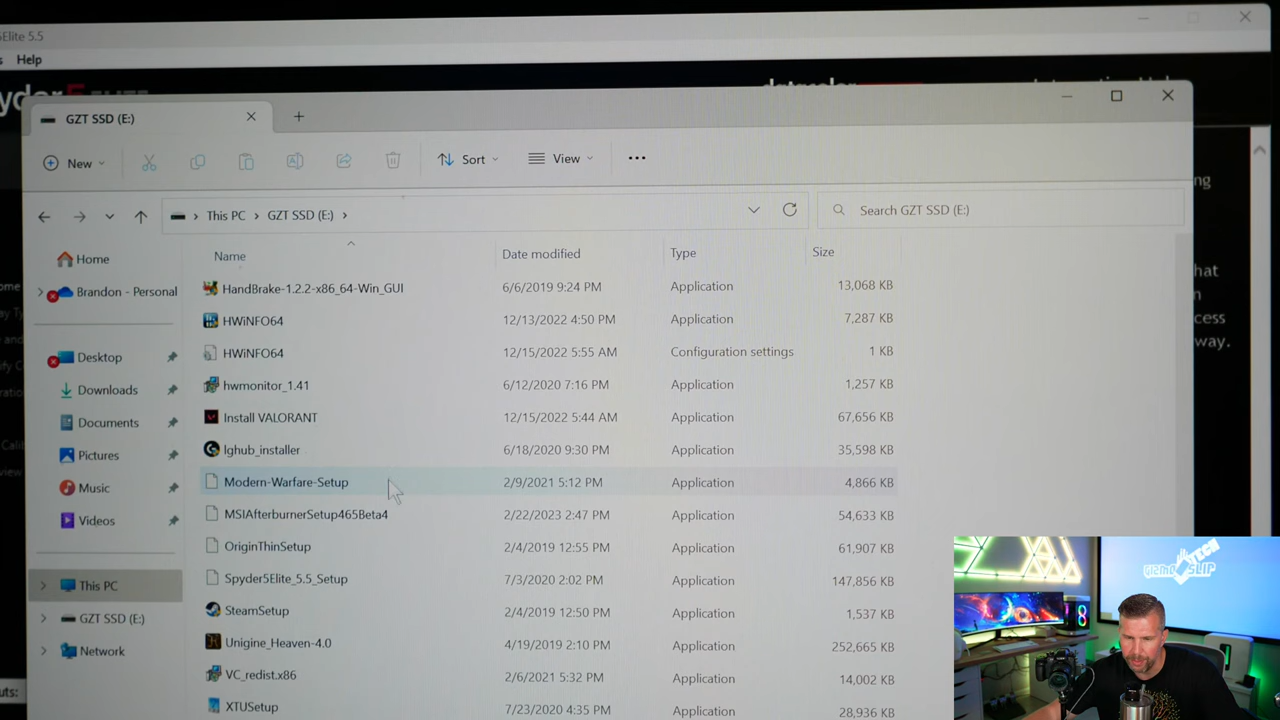 Elite 5.5
Help
GZT SSD (E:)
New
Sort
View
This PC
GZT SSD (E:)
Search GZT SSD (E:)
Name
Date modified
Type
Size
Home
Brandon - Personal
Desktop
Downloads
Documents
Pictures
Music
Videos
This PC
GZT SSD (E:)
Network
HandBrake-1.2.2-x86_64-Win_GUI 6/6/2019 9:24 PM Application 13,068 KB
HWiNFO64 12/13/2022 4:50 PM Application 7,287 KB
HWiNFO64 12/15/2022 5:55 AM Configuration settings 1 KB
hwmonitor_1.41 6/12/2020 7:16 PM Application 1,257 KB
Install VALORANT 12/15/2022 5:44 AM Application 67,656 KB
lghub_installer 6/18/2020 9:30 PM Application 35,598 KB
Modern-Warfare-Setup 2/9/2021 5:12 PM Application 4,866 KB
MSIAfterburnerSetup465Beta4 2/22/2023 2:47 PM Application 54,633 KB
OriginThinSetup 2/4/2019 12:55 PM Application 61,907 KB
Spyder5Elite_5.5_Setup 7/3/2020 2:02 PM Application 147,856 KB
SteamSetup 2/4/2019 12:50 PM Application 1,537 KB
Unigine_Heaven-4.0 4/19/2019 2:10 PM Application 252,665 KB
VC_redist.x86 2/6/2021 5:32 PM Application 14,002 KB
XTUSetup 7/23/2020 4:35 PM Application 28,936 KB
ng
hat
n
cess
way.
GIZMO SLIP
TECH